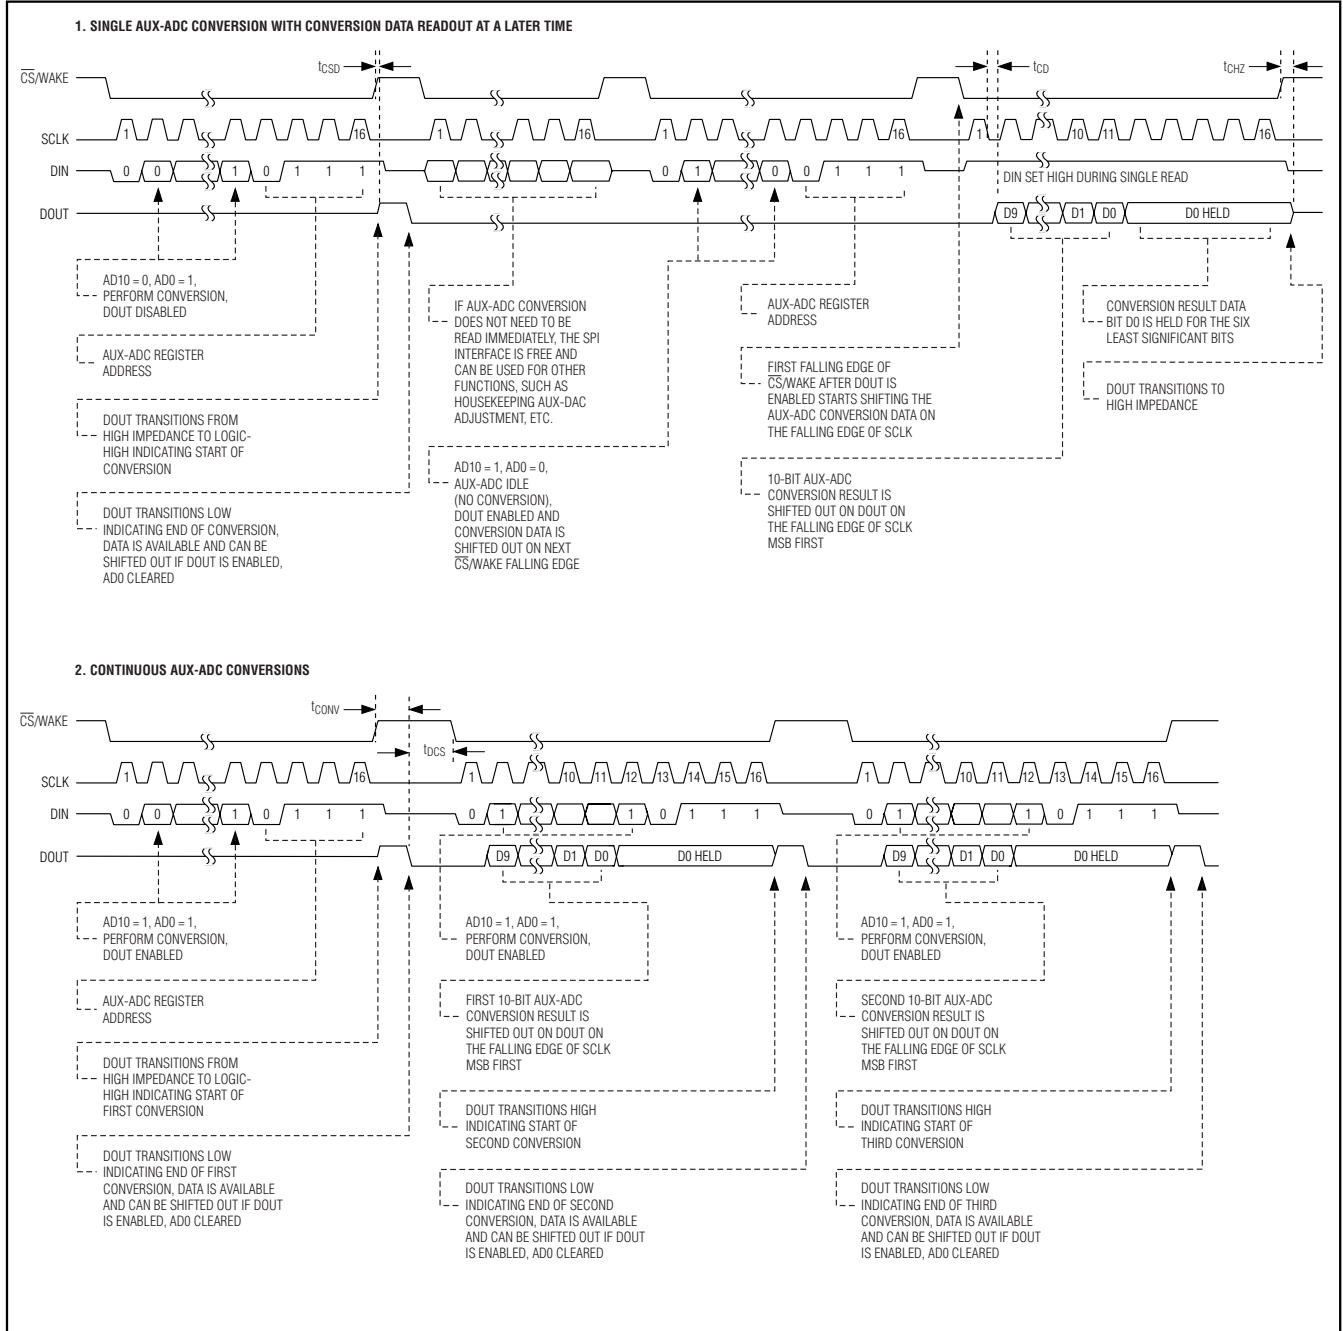 1. SINGLE AUX-ADC CONVERSION WITH CONVERSION DATA READOUT AT A LATER TIME
tCSD
tCD
tCHZ
CS/WAKE
SCLK
1 16 1 16 1 16 1 10 11 16
DIN
0 0 1 0 1 1 1 0 1 0 0 1 1 1
DIN SET HIGH DURING SINGLE READ
DOUT
D9 D1 D0 D0 HELD
AD10 = 0, AD0 = 1,
PERFORM CONVERSION,
DOUT DISABLED
AUX-ADC REGISTER
ADDRESS
DOUT TRANSITIONS FROM
HIGH IMPEDANCE TO LOGIC-
HIGH INDICATING START OF
CONVERSION
DOUT TRANSITIONS LOW
INDICATING END OF CONVERSION,
DATA IS AVAILABLE AND CAN BE
SHIFTED OUT IF DOUT IS ENABLED,
AD0 CLEARED
IF AUX-ADC CONVERSION
DOES NOT NEED TO BE
READ IMMEDIATELY, THE SPI
INTERFACE IS FREE AND
CAN BE USED FOR OTHER
FUNCTIONS, SUCH AS
HOUSEKEEPING AUX-DAC
ADJUSTMENT, ETC.
AD10 = 1, AD0 = 0,
AUX-ADC IDLE
(NO CONVERSION),
DOUT ENABLED AND
CONVERSION DATA IS
SHIFTED OUT ON NEXT
CS/WAKE FALLING EDGE
AUX-ADC REGISTER
ADDRESS
FIRST FALLING EDGE OF
CS/WAKE AFTER DOUT IS
ENABLED STARTS SHIFTING THE
AUX-ADC CONVERSION DATA ON
THE FALLING EDGE OF SCLK
10-BIT AUX-ADC
CONVERSION RESULT IS
SHIFTED OUT ON DOUT ON
THE FALLING EDGE OF SCLK
MSB FIRST
CONVERSION RESULT DATA
BIT D0 IS HELD FOR THE SIX
LEAST SIGNIFICANT BITS
DOUT TRANSITIONS TO
HIGH IMPEDANCE
2. CONTINUOUS AUX-ADC CONVERSIONS
tCONV
CS/WAKE
tDCS
SCLK
1 16 1 10 11 12 13 14 15 16 1 10 11 12 13 14 15 16
DIN
0 0 1 0 1 1 1 0 1 1 0 1 1 1 0 1 1 0 1 1 1
DOUT
D9 D1 D0 D0 HELD D9 D1 D0 D0 HELD
AD10 = 1, AD0 = 1,
PERFORM CONVERSION,
DOUT ENABLED
AUX-ADC REGISTER
ADDRESS
DOUT TRANSITIONS FROM
HIGH IMPEDANCE TO LOGIC-
HIGH INDICATING START OF
FIRST CONVERSION
DOUT TRANSITIONS LOW
INDICATING END OF FIRST
CONVERSION, DATA IS AVAILABLE
AND CAN BE SHIFTED OUT IF DOUT
IS ENABLED, AD0 CLEARED
AD10 = 1, AD0 = 1,
PERFORM CONVERSION,
DOUT ENABLED
FIRST 10-BIT AUX-ADC
CONVERSION RESULT IS
SHIFTED OUT ON DOUT ON
THE FALLING EDGE OF SCLK
MSB FIRST
DOUT TRANSITIONS HIGH
INDICATING START OF
SECOND CONVERSION
DOUT TRANSITIONS LOW
INDICATING END OF SECOND
CONVERSION, DATA IS AVAILABLE
AND CAN BE SHIFTED OUT IF DOUT
IS ENABLED, AD0 CLEARED
AD10 = 1, AD0 = 1,
PERFORM CONVERSION,
DOUT ENABLED
SECOND 10-BIT AUX-ADC
CONVERSION RESULT IS
SHIFTED OUT ON DOUT ON
THE FALLING EDGE OF SCLK
MSB FIRST
DOUT TRANSITIONS HIGH
INDICATING START OF
THIRD CONVERSION
DOUT TRANSITIONS LOW
INDICATING END OF THIRD
CONVERSION, DATA IS AVAILABLE
AND CAN BE SHIFTED OUT IF DOUT
IS ENABLED, AD0 CLEARED